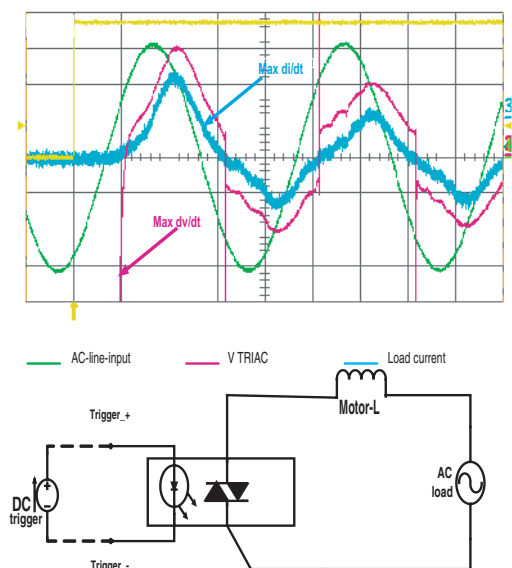 Max di/dt
Max dv/dt
AC-line-input
V TRIAC
Load current
Motor-L
Trigger_+
AC
load
DC
trigger
+
−
Trigger_-